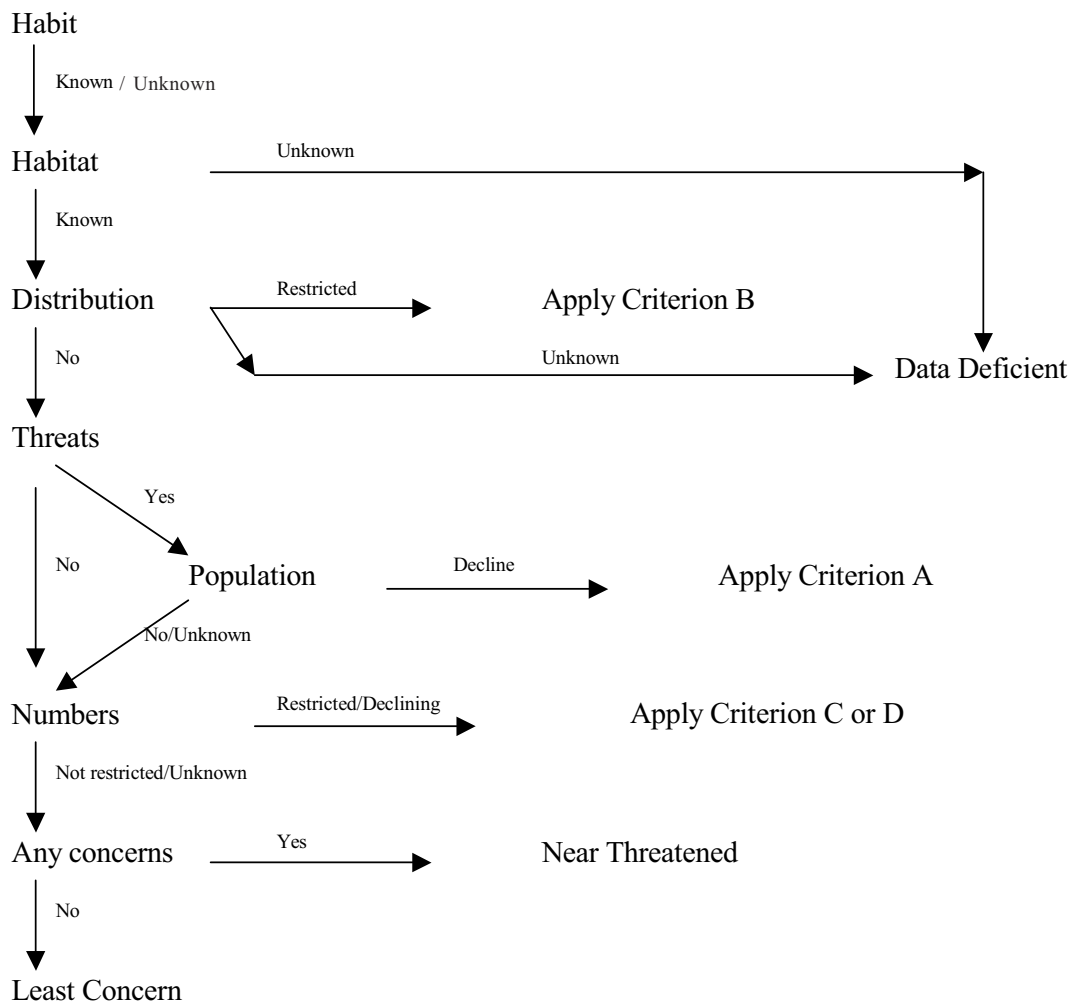 Habit
Known / Unknown
Habitat
Unknown
Known
Distribution
Restricted
Apply Criterion B
No
Unknown
Data Deficient
Threats
Yes
No
Population
Decline
Apply Criterion A
No/Unknown
Numbers
Restricted/Declining
Apply Criterion C or D
Not restricted/Unknown
Any concerns
Yes
Near Threatened
No
Least Concern